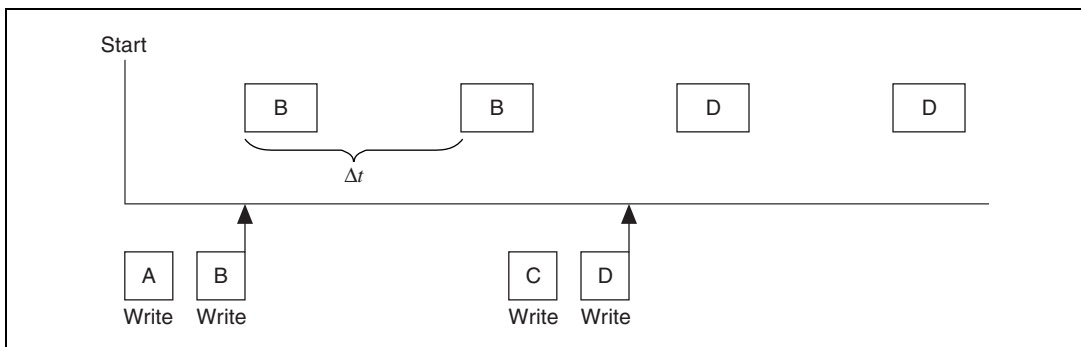 Start
B B D D
Δt
A B C D
Write Write Write Write